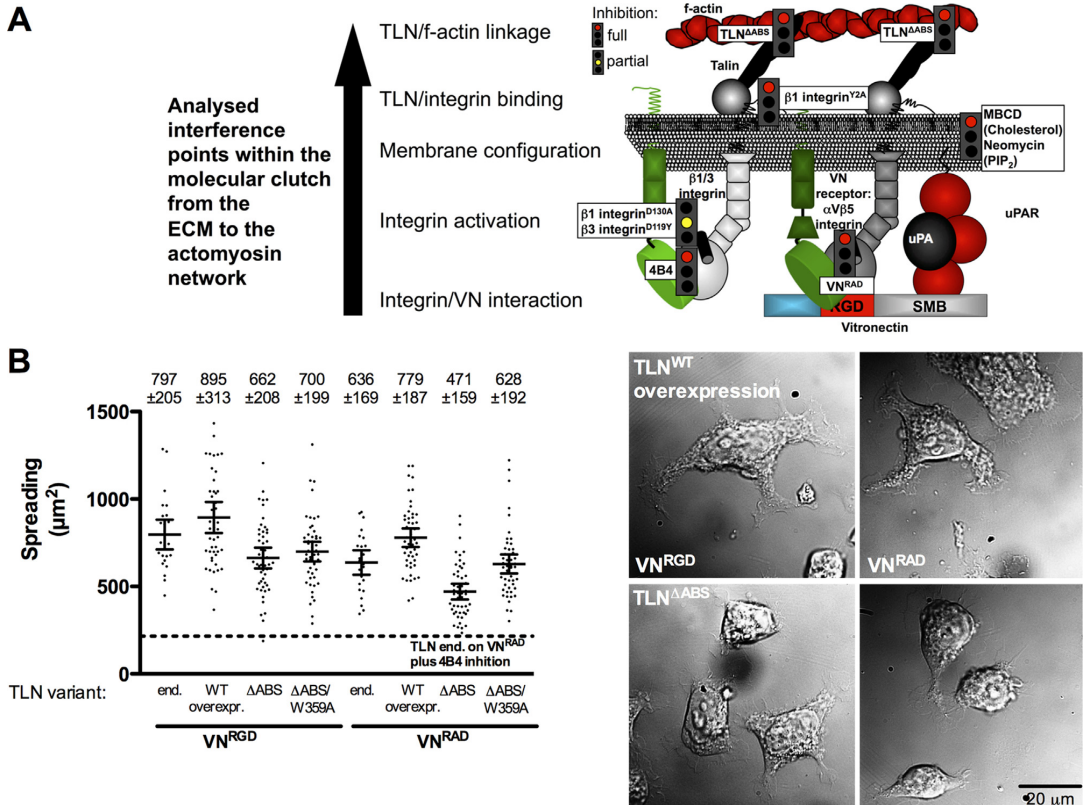 A
Analysed
interference
points within the
molecular clutch
from the
ECM to the
actomyosin
network
TLN/f-actin linkage
TLN/integrin binding
Membrane configuration
Integrin activation
Integrin/VN interaction
Inhibition:
full
partial
f-actin
TLNΔABS
TLNΔABS
Talin
β1 integrinY2A
MBCD
(Cholesterol)
Neomycin
(PIP2)
β1/3
integrin
VN
receptor:
αVβ5
integrin
β1 integrinD130A
β3 integrinD119Y
4B4
VNRAD
uPAR
uPA
RGD
SMB
Vitronectin
B
797 895 662 700 636 779 471 628
±205 ±313 ±208 ±199 ±169 ±187 ±159 ±192
Spreading
(µm2)
1500
1000
500
0
TLN end. on VNRAD
plus 4B4 inhition
TLN variant: end. WT ΔABS ΔABS/ end. WT ΔABS ΔABS/
overexpr. W359A overexpr. W359A
VNRGD VNRAD
TLNWT
overexpression
VNRGD
VNRAD
TLNΔABS
20 µm